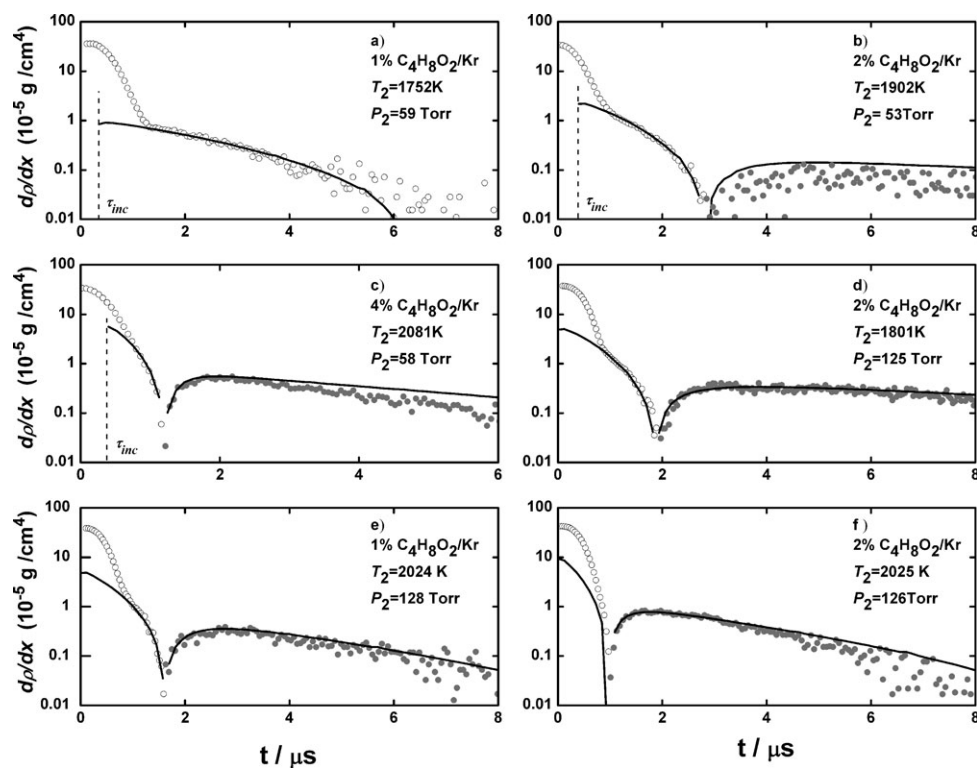 100
10
1
0.1
0.01
dρ/dx (10⁻⁵ g /cm⁴)
a)
1% C₄H₈O₂/Kr
T₂=1752K
P₂=59 Torr
τinc
0 2 4 6 8
100
10
1
0.1
0.01
b)
2% C₄H₈O₂/Kr
T₂=1902K
P₂= 53Torr
τinc
0 2 4 6 8
100
10
1
0.1
0.01
dρ/dx (10⁻⁵ g /cm⁴)
c)
4% C₄H₈O₂/Kr
T₂=2081K
P₂=58 Torr
τinc
0 2 4 6
100
10
1
0.1
0.01
d)
2% C₄H₈O₂/Kr
T₂=1801K
P₂=125 Torr
0 2 4 6 8
100
10
1
0.1
0.01
dρ/dx (10⁻⁵ g /cm⁴)
e)
1% C₄H₈O₂/Kr
T₂=2024 K
P₂=128 Torr
0 2 4 6 8
t / μs
100
10
1
0.1
0.01
f)
2% C₄H₈O₂/Kr
T₂=2025 K
P₂=126Torr
0 2 4 6 8
t / μs